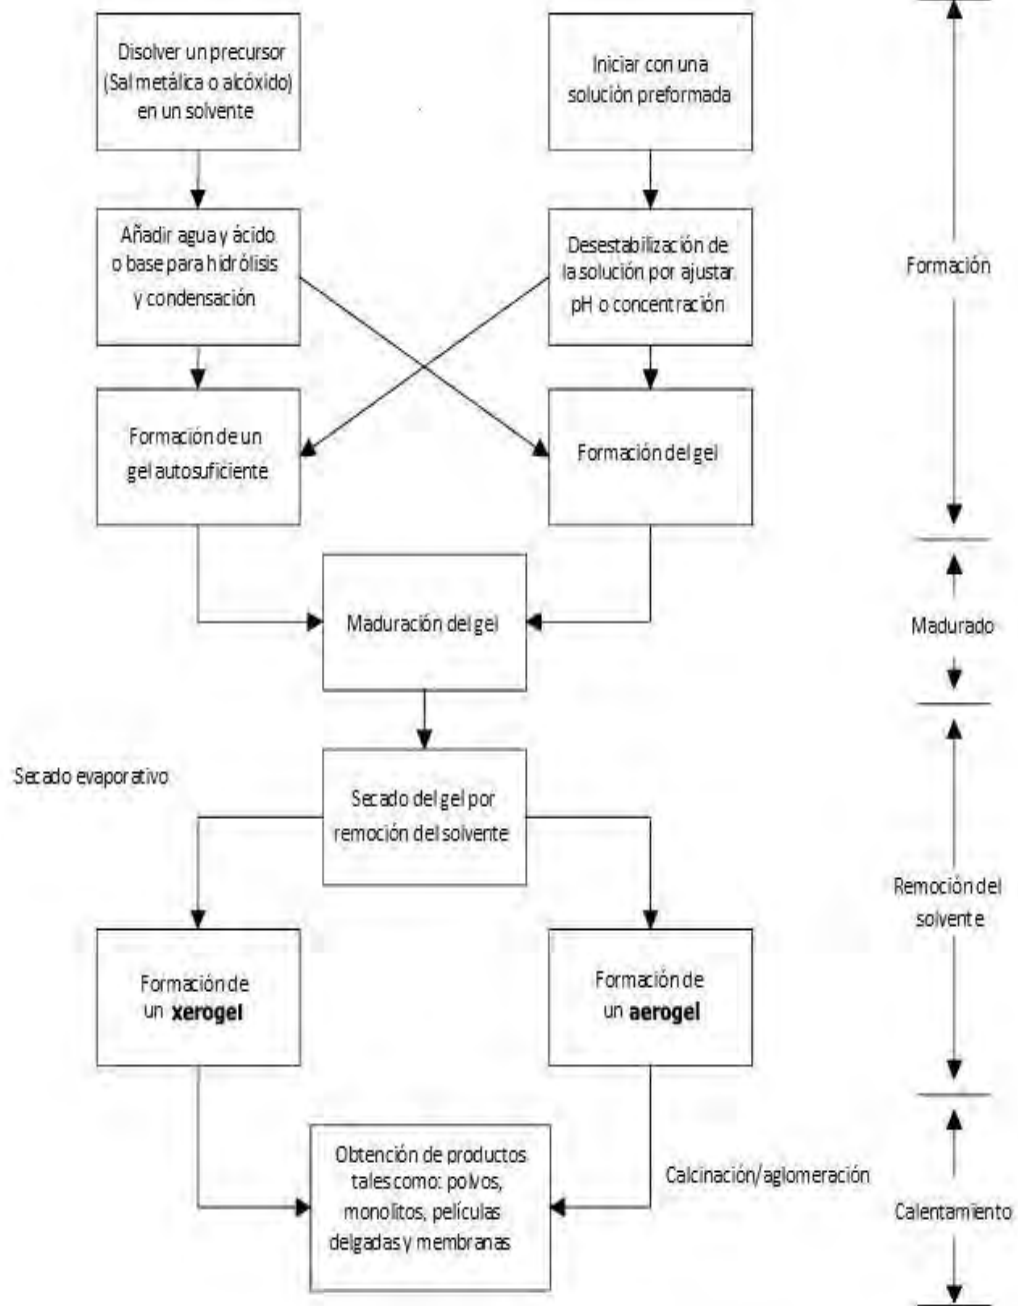 Disolver un precursor
(Sal metálica o alcóxido)
en un solvente
Iniciar con una
solución preformada
Añadir agua y ácido
o base para hidrólisis
y condensación
Desestabilización de
la solución por ajustar
pH o concentración
Formación
Formación de un
gel autosuficiente
Formación del gel
Maduración del gel
Madurado
Secado evaporativo
Secado del gel por
remoción del solvente
Remoción del
solvente
Formación de
un xerogel
Formación de
un aerogel
Obtención de productos
tales como: polvos,
monolitos, películas
delgadas y membranas
Calcinación/aglomeración
Calentamiento